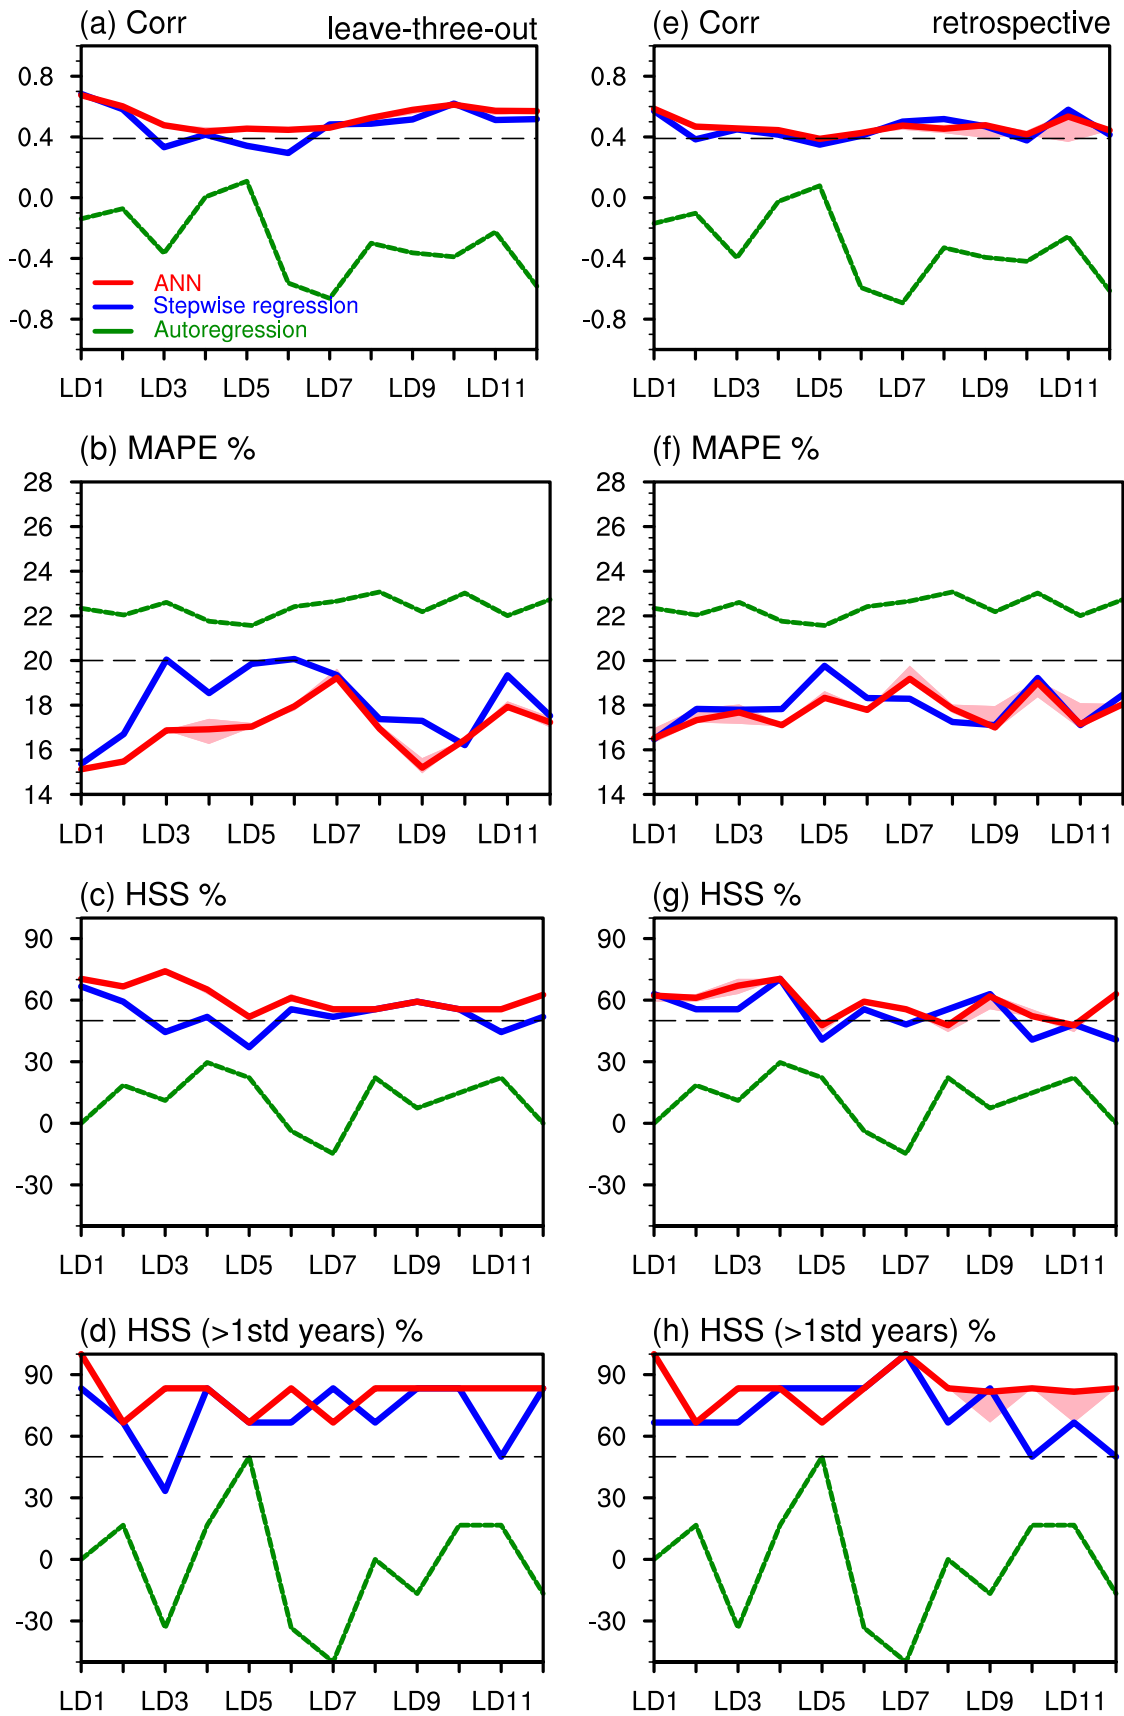 (a) Corr leave-three-out
0.8
0.4
0.0
-0.4
-0.8
ANN
Stepwise regression
Autoregression
LD1 LD3 LD5 LD7 LD9 LD11
(e) Corr retrospective
0.8
0.4
0.0
-0.4
-0.8
LD1 LD3 LD5 LD7 LD9 LD11
(b) MAPE %
28
26
24
22
20
18
16
14
LD1 LD3 LD5 LD7 LD9 LD11
(f) MAPE %
28
26
24
22
20
18
16
14
LD1 LD3 LD5 LD7 LD9 LD11
(c) HSS %
90
60
30
0
-30
LD1 LD3 LD5 LD7 LD9 LD11
(g) HSS %
90
60
30
0
-30
LD1 LD3 LD5 LD7 LD9 LD11
(d) HSS (>1std years) %
90
60
30
0
-30
LD1 LD3 LD5 LD7 LD9 LD11
(h) HSS (>1std years) %
90
60
30
0
-30
LD1 LD3 LD5 LD7 LD9 LD11